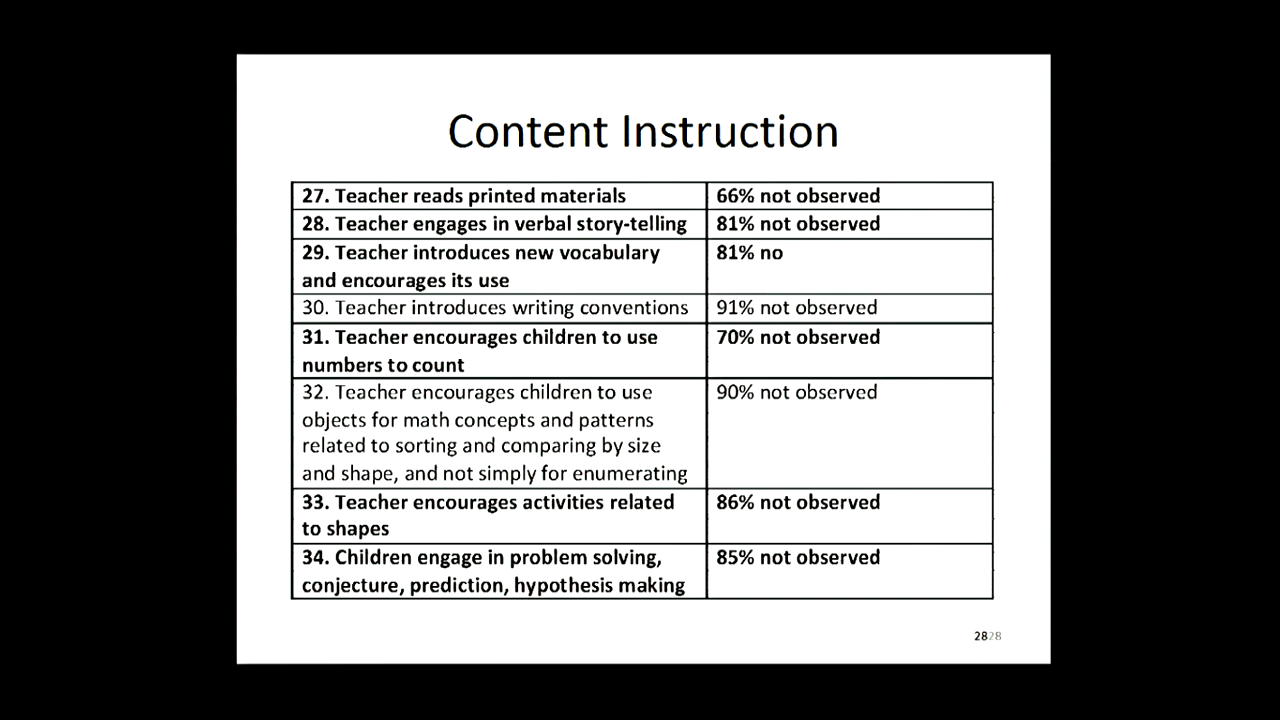 Content Instruction
27. Teacher reads printed materials
66% not observed
28. Teacher engages in verbal story-telling
81% not observed
29. Teacher introduces new vocabulary
and encourages its use
81% no
30. Teacher introduces writing conventions
91% not observed
31. Teacher encourages children to use
numbers to count
70% not observed
32. Teacher encourages children to use
objects for math concepts and patterns
related to sorting and comparing by size
and shape, and not simply for enumerating
90% not observed
33. Teacher encourages activities related
to shapes
86% not observed
34. Children engage in problem solving,
conjecture, prediction, hypothesis making
85% not observed
2828